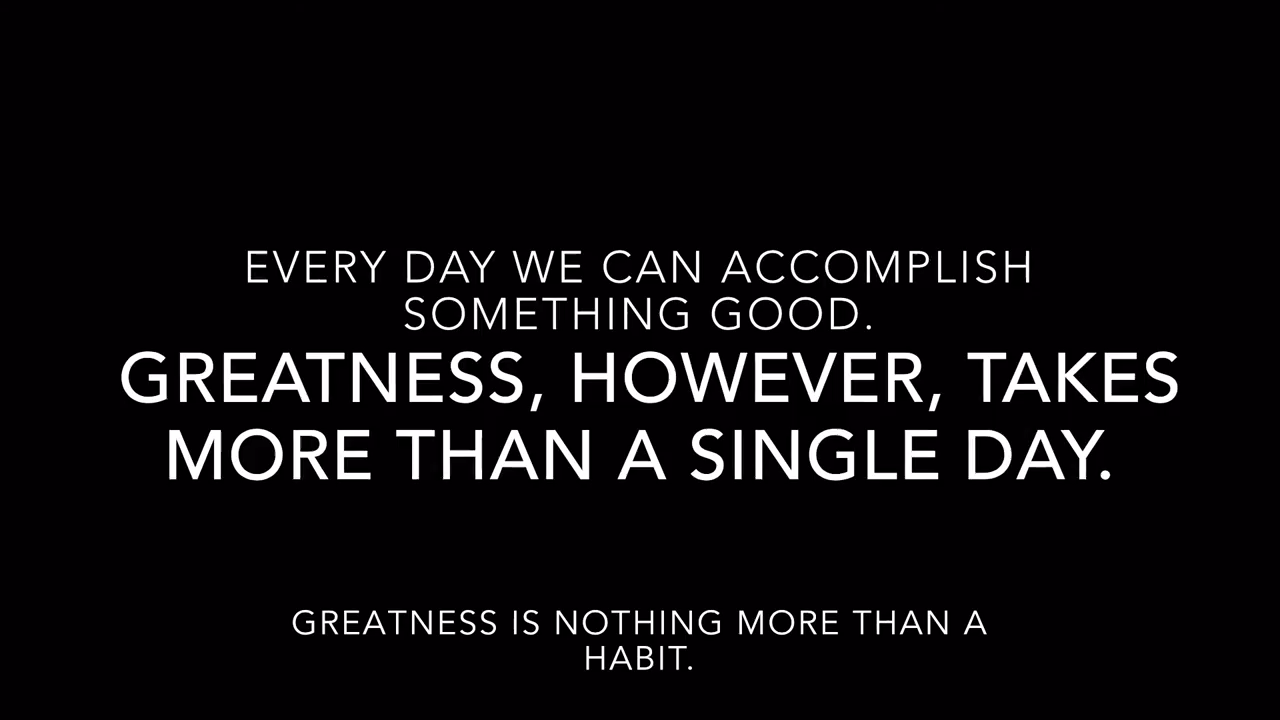 EVERY DAY WE CAN ACCOMPLISH
SOMETHING GOOD.
GREATNESS, HOWEVER, TAKES
MORE THAN A SINGLE DAY.
GREATNESS IS NOTHING MORE THAN A
HABIT.